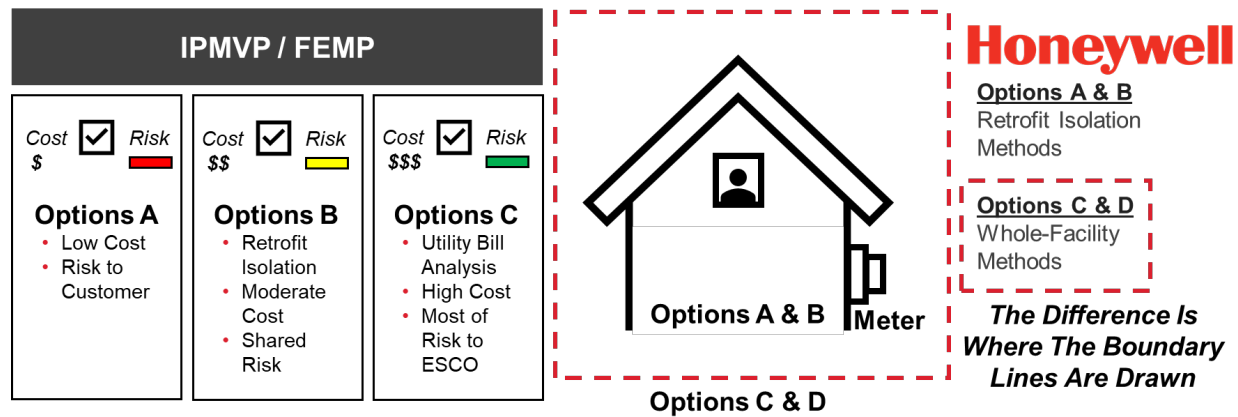 IPMVP / FEMP
Cost
$
Risk
Options A
• Low Cost
• Risk to
Customer
Cost
$$
Risk
Options B
• Retrofit
Isolation
• Moderate
Cost
• Shared
Risk
Cost
$$$
Risk
Options C
• Utility Bill
Analysis
• High Cost
• Most of
Risk to
ESCO
Options A & B
Meter
Options C & D
Honeywell
Options A & B
Retrofit Isolation
Methods
Options C & D
Whole-Facility
Methods
The Difference Is
Where The Boundary
Lines Are Drawn